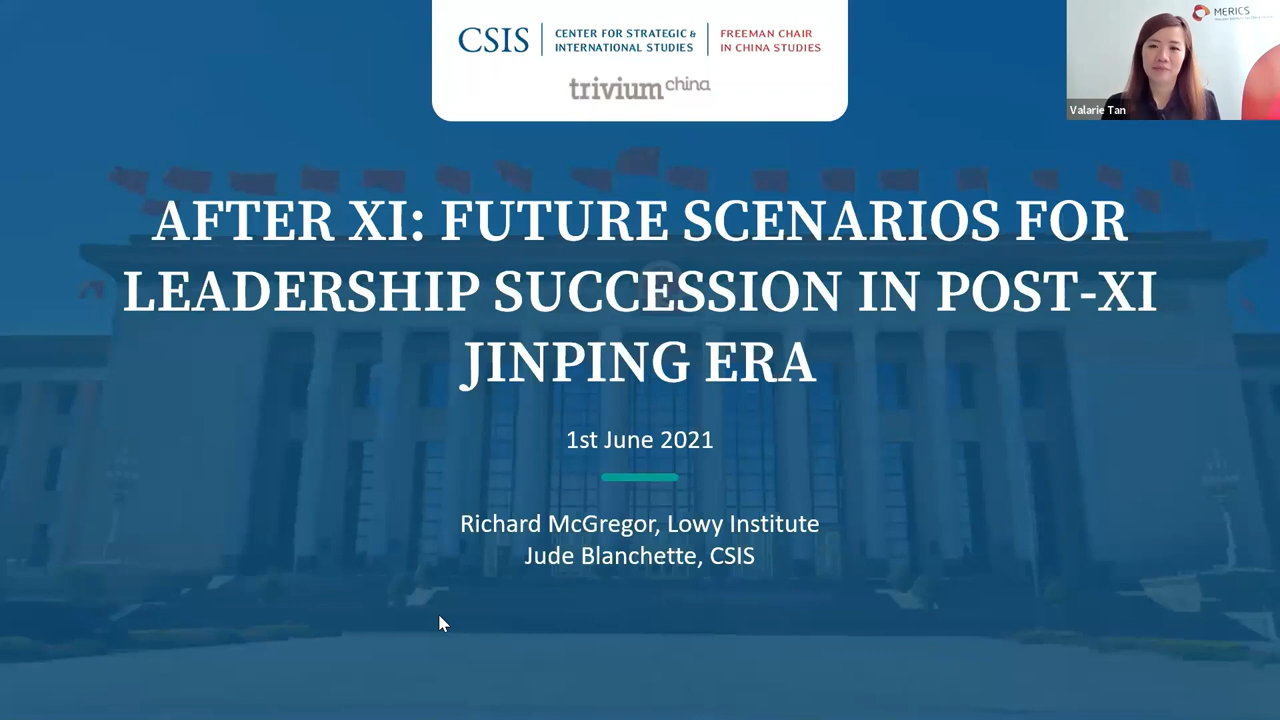 CSIS
CENTER FOR STRATEGIC &
INTERNATIONAL STUDIES
FREEMAN CHAIR
IN CHINA STUDIES
trivium china
MERICS
Valarie Tan
AFTER XI: FUTURE SCENARIOS FOR
LEADERSHIP SUCCESSION IN POST-XI
JINPING ERA
1st June 2021
Richard McGregor, Lowy Institute
Jude Blanchette, CSIS